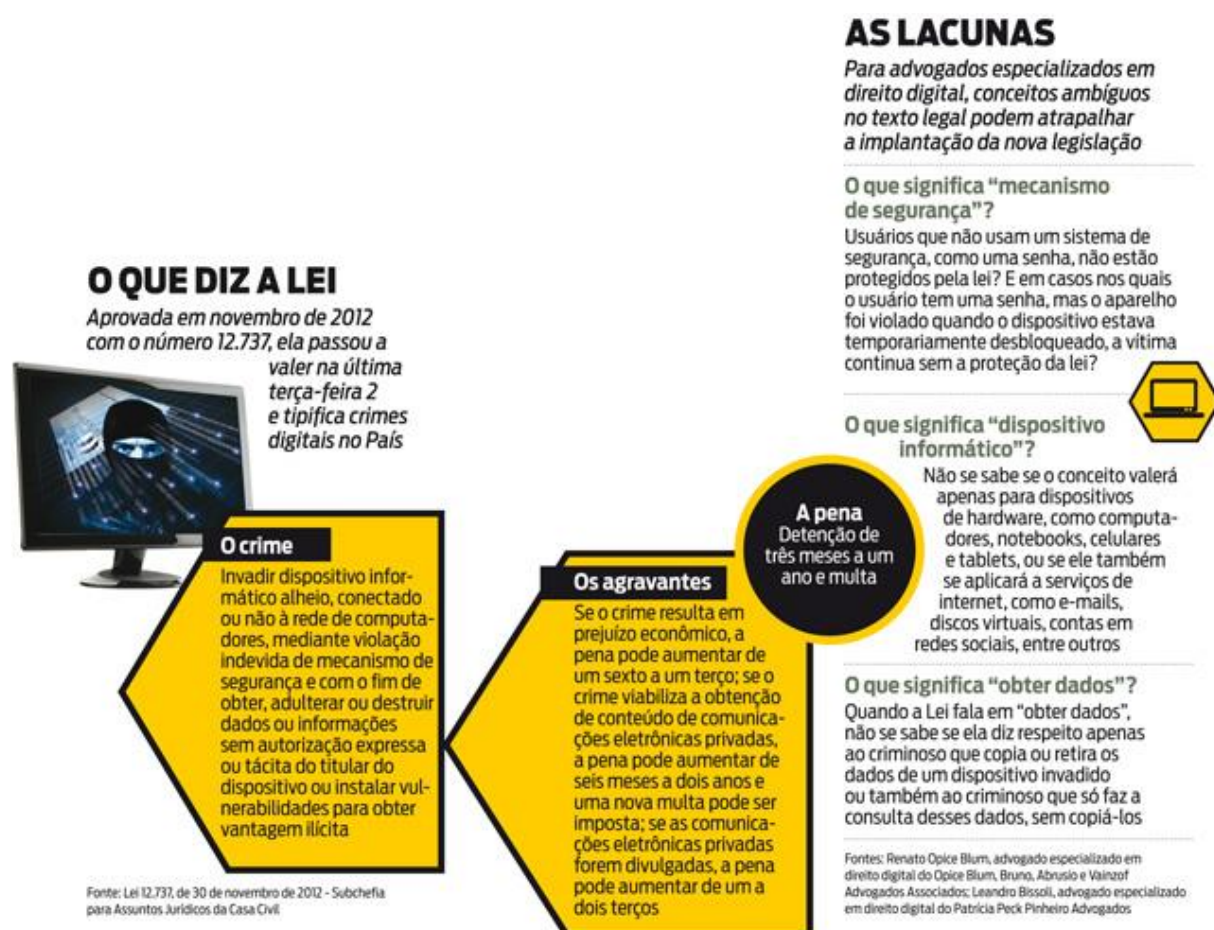 O QUE DIZ A LEI
Aprovada em novembro de 2012
com o número 12.737, ela passou a
valer na última
terça-feira 2
e tipifica crimes
digitais no País
O crime
Invadir dispositivo infor-
mático alheio, conectado
ou não à rede de computa-
dores, mediante violação
indevida de mecanismo de
segurança e com o fim de
obter, adulterar ou destruir
dados ou informações
sem autorização expressa
ou tácita do titular do
dispositivo ou instalar vul-
nerabilidades para obter
vantagem ilícita
Fonte: Lei 12.737, de 30 de novembro de 2012 - Subchefia
para Assuntos Jurídicos da Casa Civil
Os agravantes
Se o crime resulta em
prejuízo econômico, a
pena pode aumentar de
um sexto a um terço; se o
crime viabiliza a obtenção
de conteúdo de comunica-
ções eletrônicas privadas,
a pena pode aumentar de
seis meses a dois anos e
uma nova multa pode ser
imposta; se as comunica-
ções eletrônicas privadas
forem divulgadas, a pena
pode aumentar de um a
dois terços
A pena
Detenção de
três meses a um
ano e multa
AS LACUNAS
Para advogados especializados em
direito digital, conceitos ambíguos
no texto legal podem atrapalhar
a implantação da nova legislação
O que significa “mecanismo
de segurança”?
Usuários que não usam um sistema de
segurança, como uma senha, não estão
protegidos pela lei? E em casos nos quais
o usuário tem uma senha, mas o aparelho
foi violado quando o dispositivo estava
temporariamente desbloqueado, a vítima
continua sem a proteção da lei?
O que significa “dispositivo
informático”?
Não se sabe se o conceito valerá
apenas para dispositivos
de hardware, como computa-
dores, notebooks, celulares
e tablets, ou se ele também
se aplicará a serviços de
internet, como e-mails,
discos virtuais, contas em
redes sociais, entre outros
O que significa “obter dados”?
Quando a Lei fala em “obter dados”,
não se sabe se ela diz respeito apenas
ao criminoso que copia ou retira os
dados de um dispositivo invadido
ou também ao criminoso que só faz a
consulta desses dados, sem copiá-los
Fontes: Renato Opice Blum, advogado especializado em
direito digital do Opice Blum, Bruno, Abrusio e Vainzof
Advogados Associados; Leandro Bissoli, advogado especializado
em direito digital do Patricia Peck Pinheiro Advogados